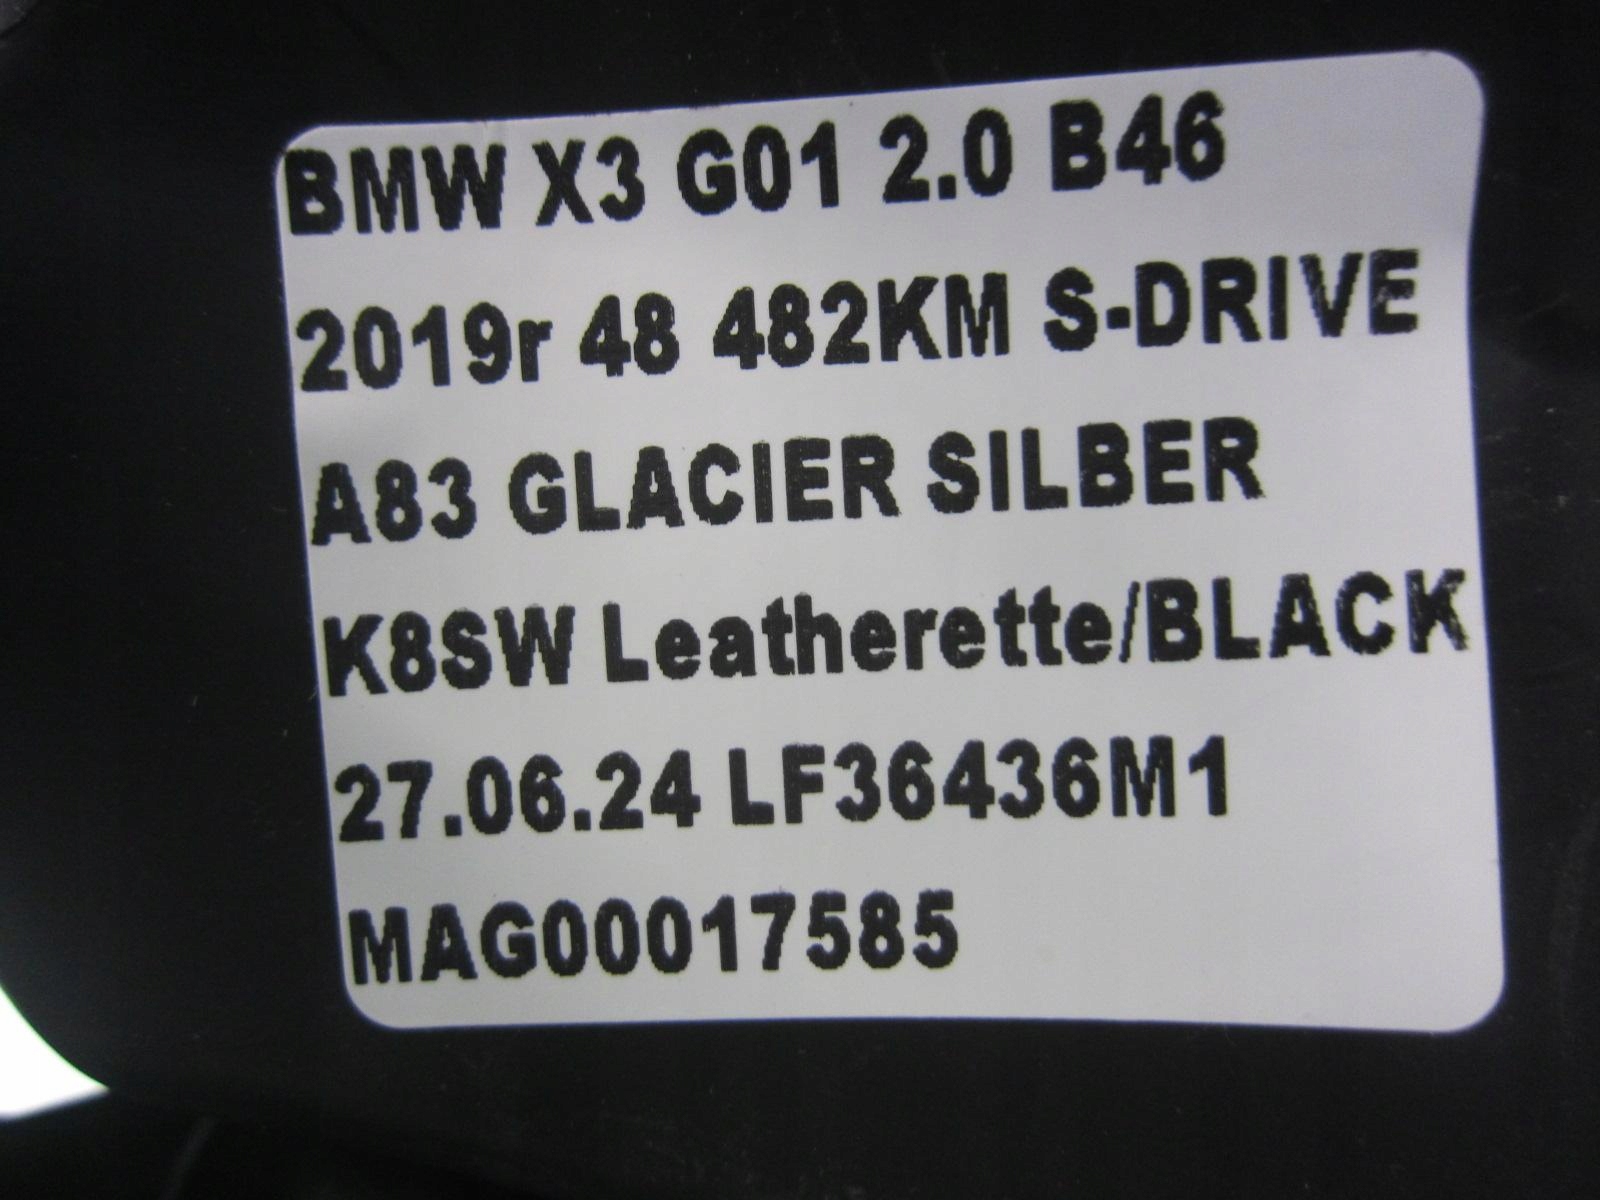 BMW X3 G01 2.0 B46
2019r 48 482KM S-DRIVE
A83 GLACIER SILBER
K8SW Leatherette/BLACK
27.06.24 LF36436M1
MAG00017585